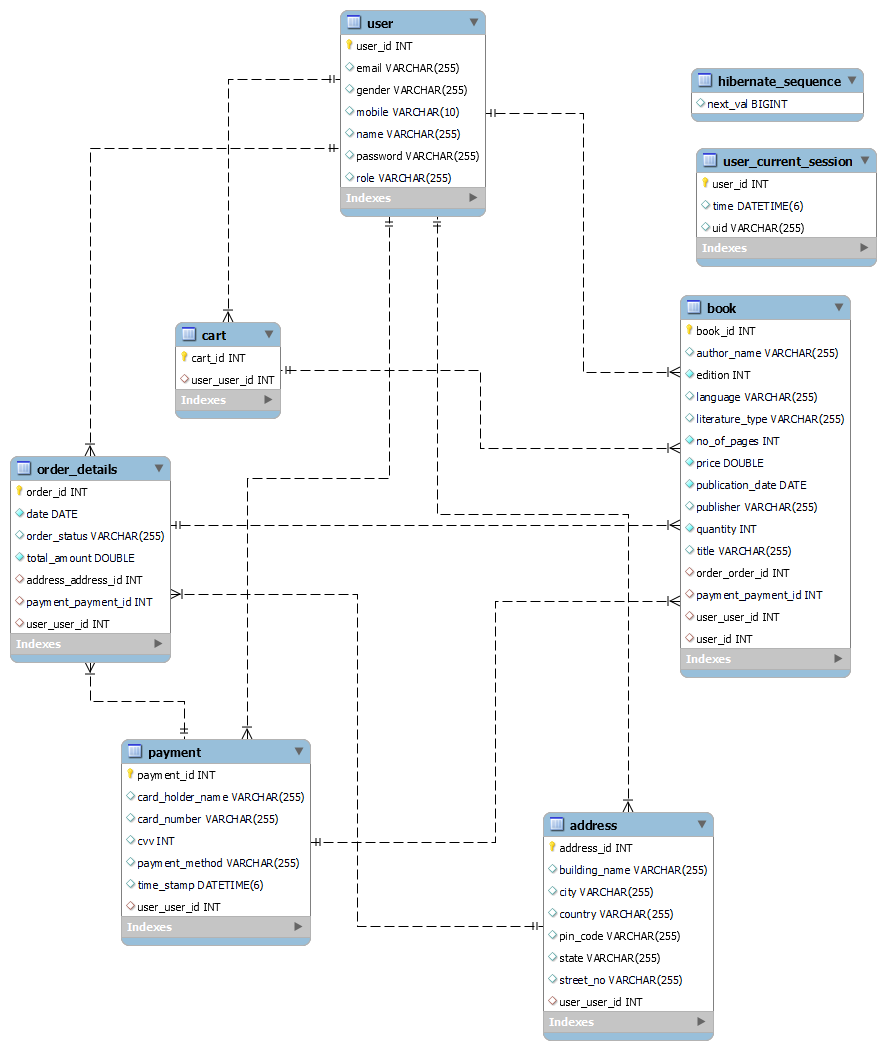 user
user_id INT
email VARCHAR(255)
gender VARCHAR(255)
mobile VARCHAR(10)
name VARCHAR(255)
password VARCHAR(255)
role VARCHAR(255)
Indexes
hibernate_sequence
next_val BIGINT
user_current_session
user_id INT
time DATETIME(6)
uid VARCHAR(255)
Indexes
book
book_id INT
author_name VARCHAR(255)
edition INT
language VARCHAR(255)
literature_type VARCHAR(255)
no_of_pages INT
price DOUBLE
publication_date DATE
publisher VARCHAR(255)
quantity INT
title VARCHAR(255)
order_order_id INT
payment_payment_id INT
user_user_id INT
user_id INT
Indexes
cart
cart_id INT
user_user_id INT
Indexes
order_details
order_id INT
date DATE
order_status VARCHAR(255)
total_amount DOUBLE
address_address_id INT
payment_payment_id INT
user_user_id INT
Indexes
payment
payment_id INT
card_holder_name VARCHAR(255)
card_number VARCHAR(255)
cvv INT
payment_method VARCHAR(255)
time_stamp DATETIME(6)
user_user_id INT
Indexes
address
address_id INT
building_name VARCHAR(255)
city VARCHAR(255)
country VARCHAR(255)
pin_code VARCHAR(255)
state VARCHAR(255)
street_no VARCHAR(255)
user_user_id INT
Indexes